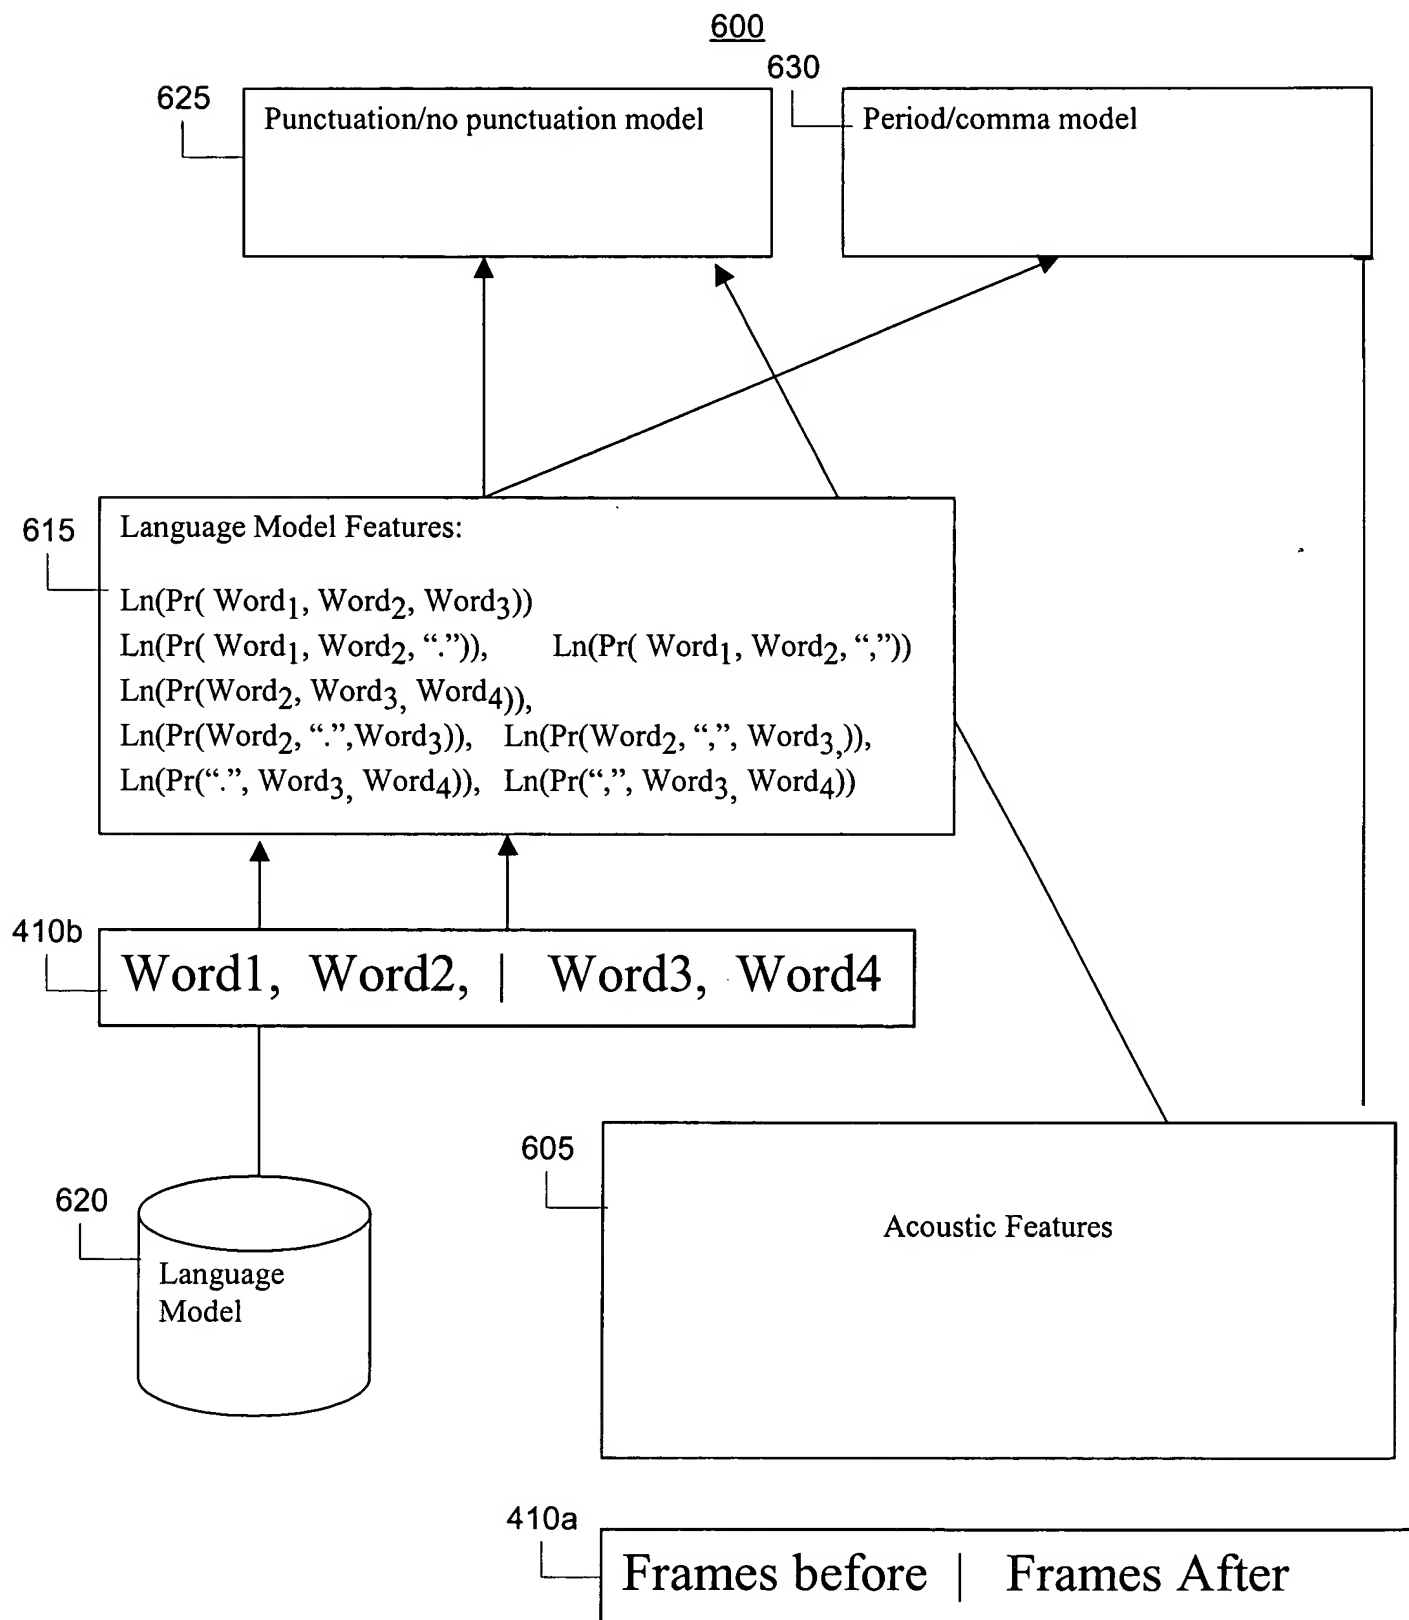 600
625
630
Punctuation/no punctuation model
Period/comma model
615
Language Model Features:
Ln(Pr( Word1, Word2, Word3))
Ln(Pr( Word1, Word2, “.”)), Ln(Pr( Word1, Word2, “,”))
Ln(Pr(Word2, Word3, Word4)),
Ln(Pr(Word2, “.”,Word3)), Ln(Pr(Word2, “,”, Word3,)),
Ln(Pr(“.”, Word3, Word4)), Ln(Pr(“,”, Word3, Word4))
410b
Word1, Word2, | Word3, Word4
605
620
Acoustic Features
Language
Model
410a
Frames before | Frames After